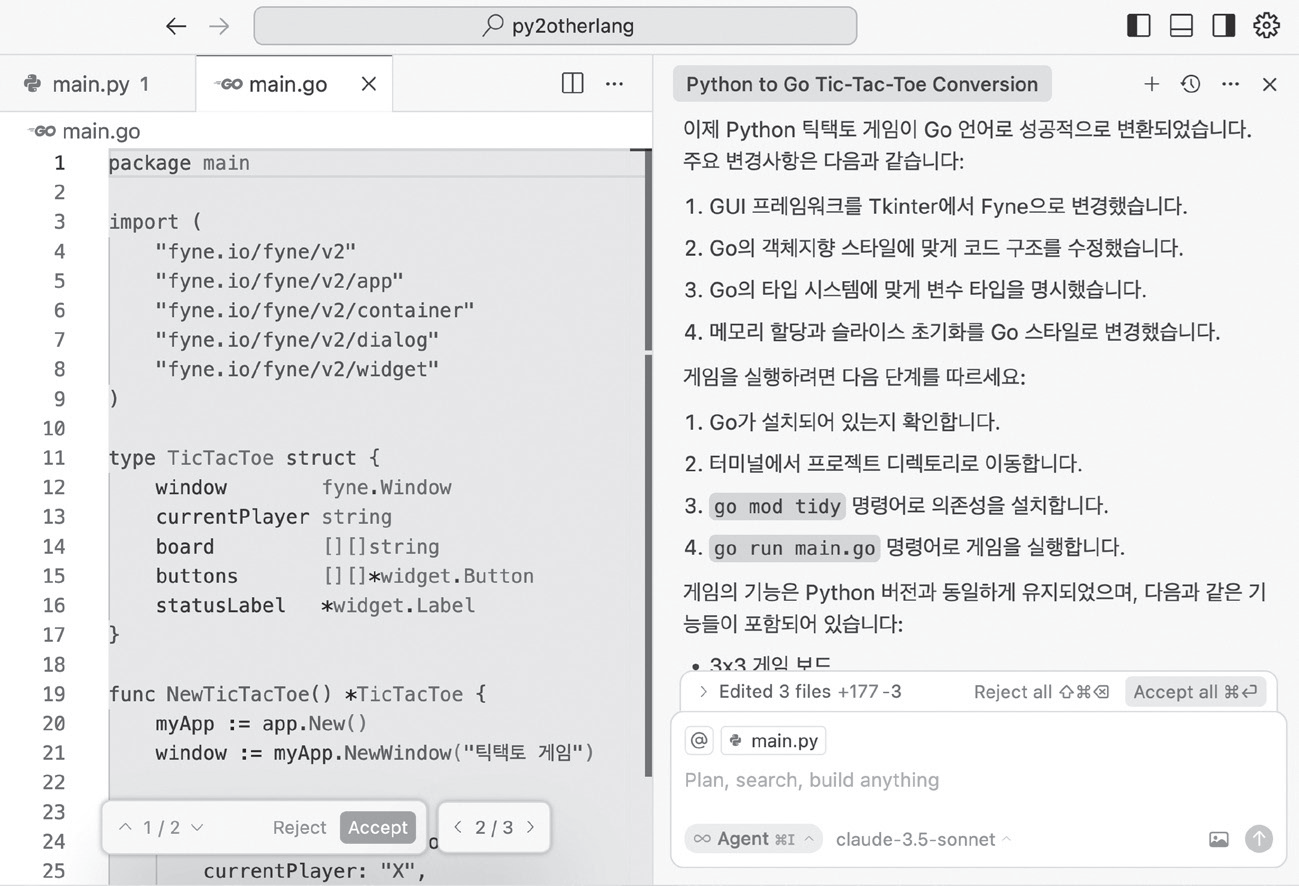 py2otherlang
main.py 1
main.go
main.go
1 package main
2
3 import (
4 "fyne.io/fyne/v2"
5 "fyne.io/fyne/v2/app"
6 "fyne.io/fyne/v2/container"
7 "fyne.io/fyne/v2/dialog"
8 "fyne.io/fyne/v2/widget"
9 )
10
11 type TicTacToe struct {
12 window fyne.Window
13 currentPlayer string
14 board [][]string
15 buttons [][]*widget.Button
16 statusLabel *widget.Label
17 }
18
19 func NewTicTacToe() *TicTacToe {
20 myApp := app.New()
21 window := myApp.NewWindow("틱택토 게임")
22
23
24
25 currentPlayer: "X",
1 / 2 Reject Accept
2 / 3
Python to Go Tic-Tac-Toe Conversion
이제 Python 틱택토 게임이 Go 언어로 성공적으로 변환되었습니다.
주요 변경사항은 다음과 같습니다:
1. GUI 프레임워크를 Tkinter에서 Fyne으로 변경했습니다.
2. Go의 객체지향 스타일에 맞게 코드 구조를 수정했습니다.
3. Go의 타입 시스템에 맞게 변수 타입을 명시했습니다.
4. 메모리 할당과 슬라이스 초기화를 Go 스타일로 변경했습니다.
게임을 실행하려면 다음 단계를 따르세요:
1. Go가 설치되어 있는지 확인합니다.
2. 터미널에서 프로젝트 디렉토리로 이동합니다.
3. go mod tidy 명령어로 의존성을 설치합니다.
4. go run main.go 명령어로 게임을 실행합니다.
게임의 기능은 Python 버전과 동일하게 유지되었으며, 다음과 같은 기
능들이 포함되어 있습니다:
• 3x3 게임 보드
Edited 3 files +177 -3 Reject all ⇧⌘⌫ Accept all ⌘⏎
@ main.py
Plan, search, build anything
∞ Agent ⌘I claude-3.5-sonnet